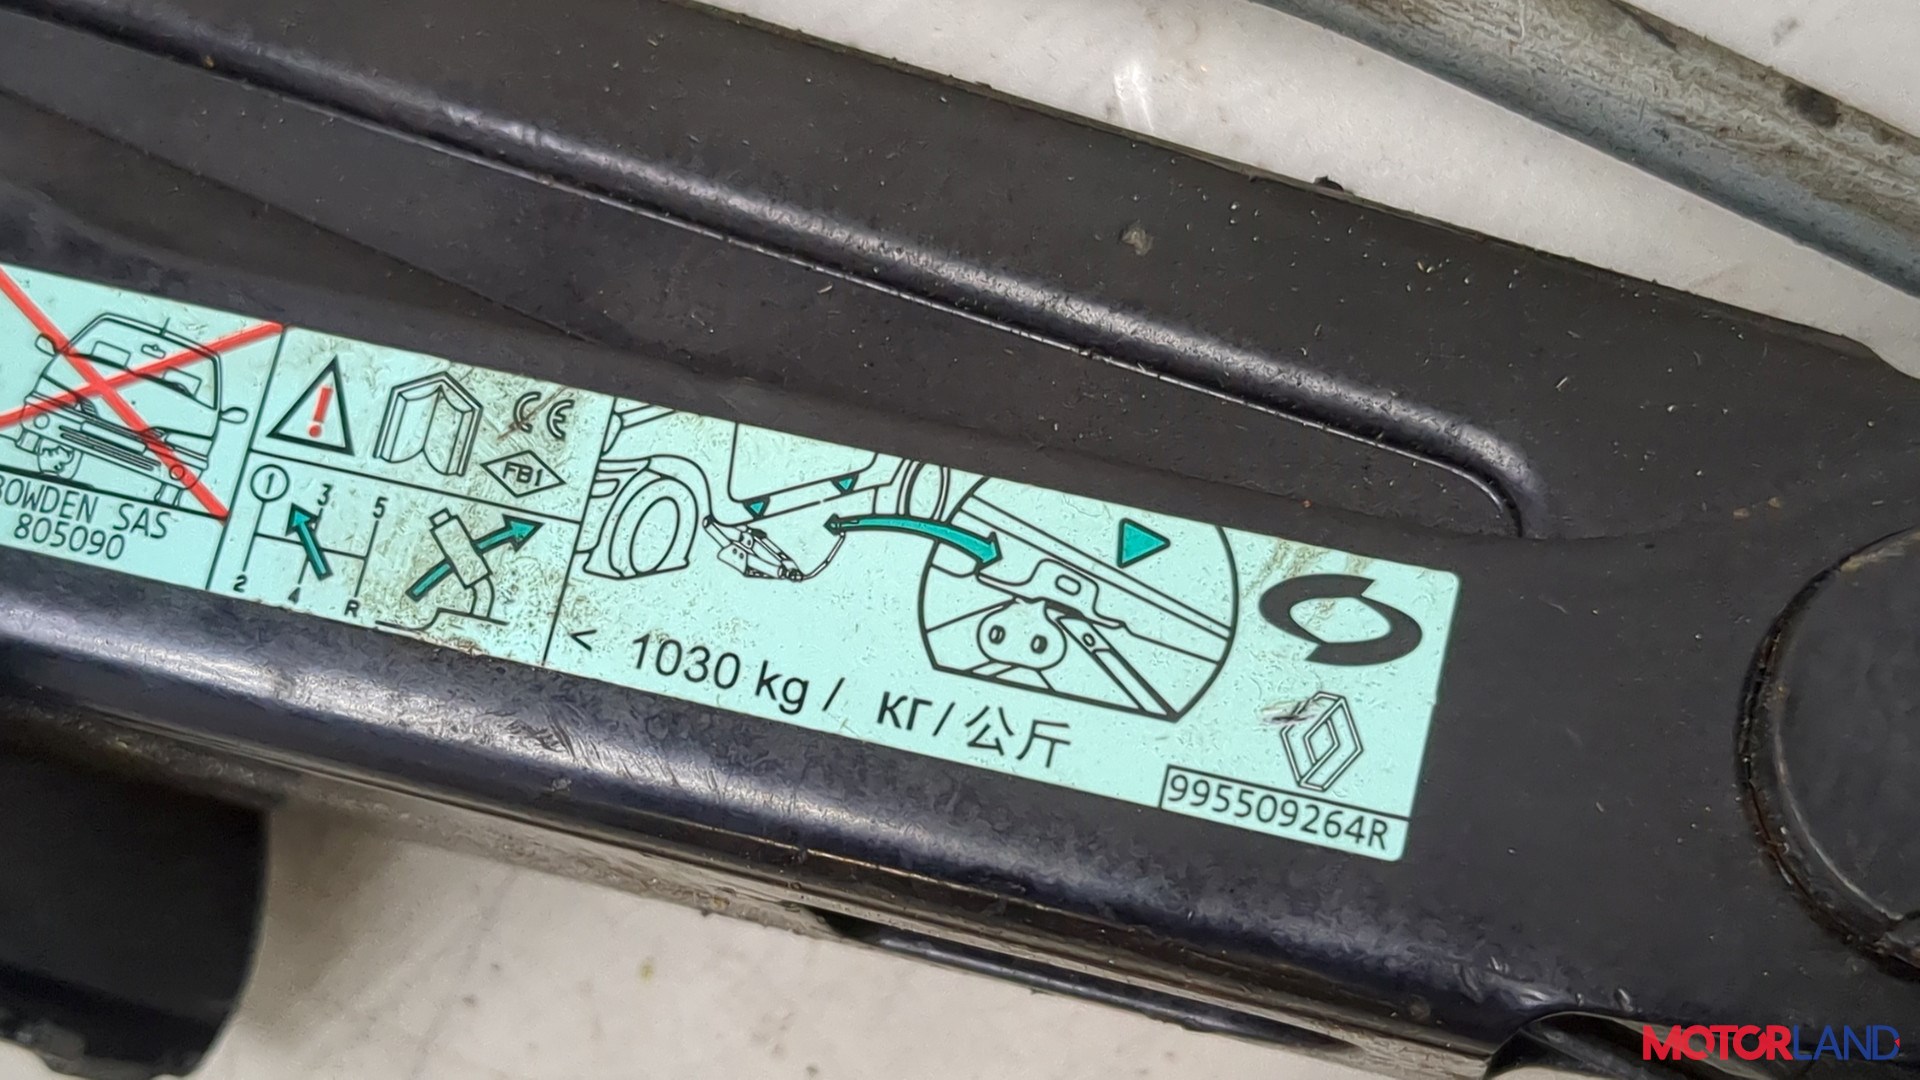 BOWDEN SAS
805090
!
CE
FB1
1 3 5
2 4 R
< 1030 kg / кг/公斤
995509264R
MOTORLAND